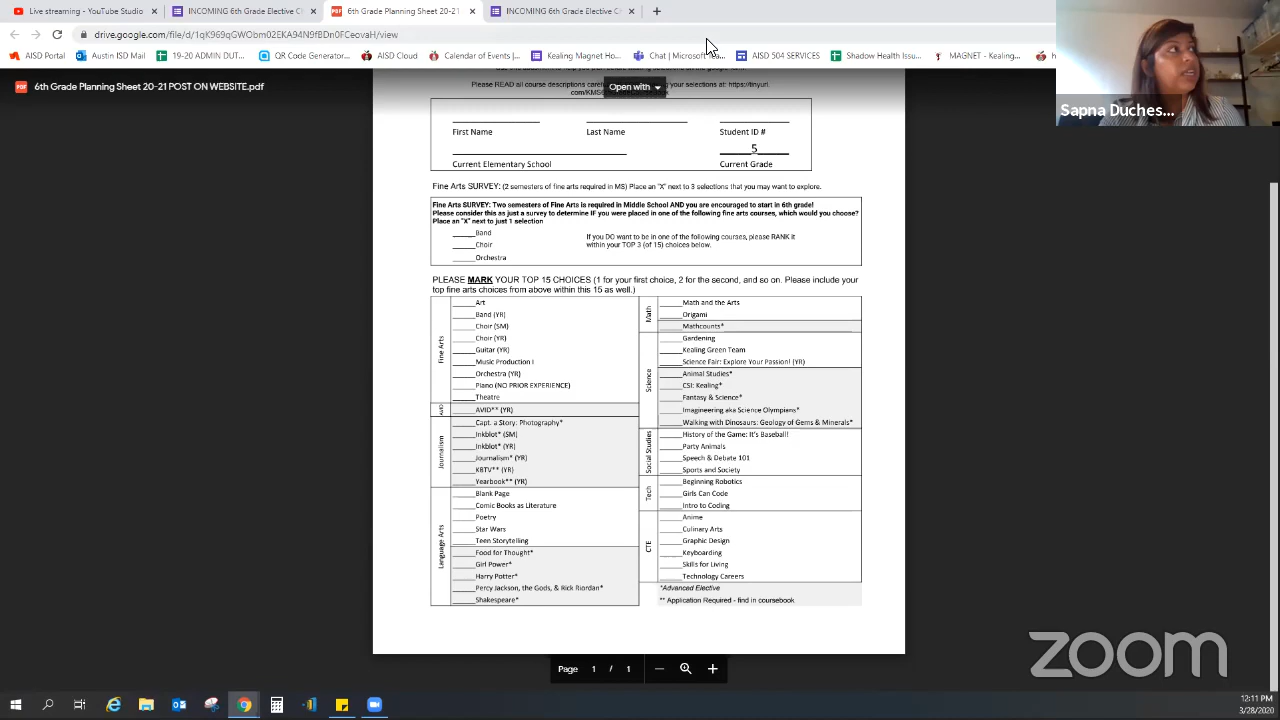 Live streaming - YouTube Studio
INCOMING 6th Grade Elective Ch
6th Grade Planning Sheet 20-21
INCOMING 6th Grade Elective Ch
drive.google.com/file/d/1qK969qGWObm02EKA94N9fBDn0FCeovaH/view
AISD Portal
Austin ISD Mail
19-20 ADMIN DUT...
QR Code Generator...
AISD Cloud
Calendar of Events |...
Kealing Magnet Ho...
Chat | Microsoft Tea...
AISD 504 SERVICES
Shadow Health Issu...
MAGNET - Kealing...
6th Grade Planning Sheet 20-21 POST ON WEBSITE.pdf
Open with
Sapna Duches...
First Name
Last Name
Student ID #
5
Current Elementary School
Current Grade
Fine Arts SURVEY: (2 semesters of fine arts required in MS) Place an "X" next to 3 selections that you may want to explore.
Fine Arts SURVEY: Two semesters of Fine Arts is required in Middle School AND you are encouraged to start in 6th grade!
Please consider this as just a survey to determine IF you were placed in one of the following fine arts courses, which would you choose?
Place an "X" next to just 1 selection
Band
Choir
Orchestra
If you DO want to be in one of the following courses, please RANK it
within your TOP 3 (of 15) choices below.
PLEASE MARK YOUR TOP 15 CHOICES (1 for your first choice, 2 for the second, and so on. Please include your
top fine arts choices from above within this 15 as well.)
Fine Arts
Art
Band (YR)
Choir (SM)
Choir (YR)
Guitar (YR)
Music Production I
Orchestra (YR)
Piano (NO PRIOR EXPERIENCE)
Theatre
AVID
AVID** (YR)
Journalism
Capt. a Story: Photography*
Inkblot* (SM)
Inkblot* (YR)
Journalism* (YR)
KBTV** (YR)
Yearbook** (YR)
Language Arts
Blank Page
Comic Books as Literature
Poetry
Star Wars
Teen Storytelling
Food for Thought*
Girl Power*
Harry Potter*
Percy Jackson, the Gods, & Rick Riordan*
Shakespeare*
Math
Math and the Arts
Origami
Mathcounts*
Science
Gardening
Kealing Green Team
Science Fair: Explore Your Passion! (YR)
Animal Studies*
CSI: Kealing*
Fantasy & Science*
Imagineering aka Science Olympians*
Walking with Dinosaurs: Geology of Gems & Minerals*
Social Studies
History of the Game: It's Baseball!
Party Animals
Speech & Debate 101
Sports and Society
Tech
Beginning Robotics
Girls Can Code
Intro to Coding
CTE
Anime
Culinary Arts
Graphic Design
Keyboarding
Skills for Living
Technology Careers
*Advanced Elective
** Application Required - find in coursebook
Page 1 / 1
zoom
12:11 PM
3/28/2020